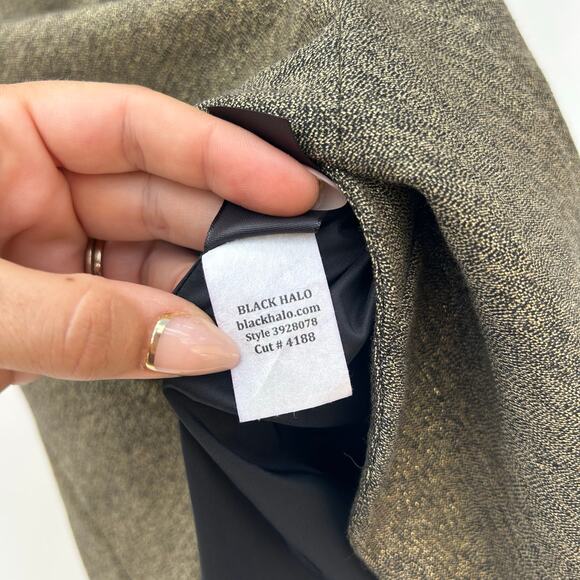 BLACK HALO
blackhalo.com
Style 3928078
Cut # 4188